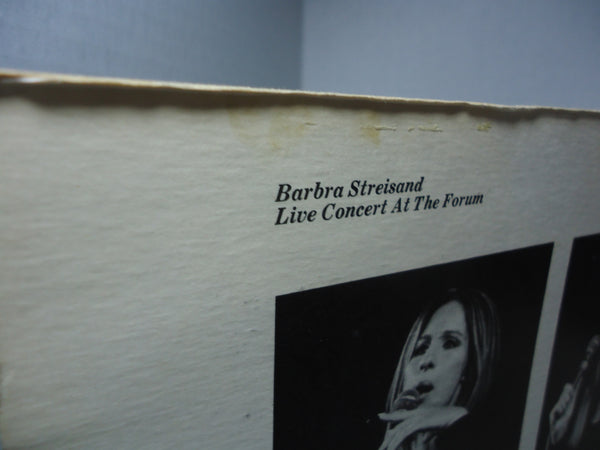 Barbra Streisand
Live Concert At The Forum